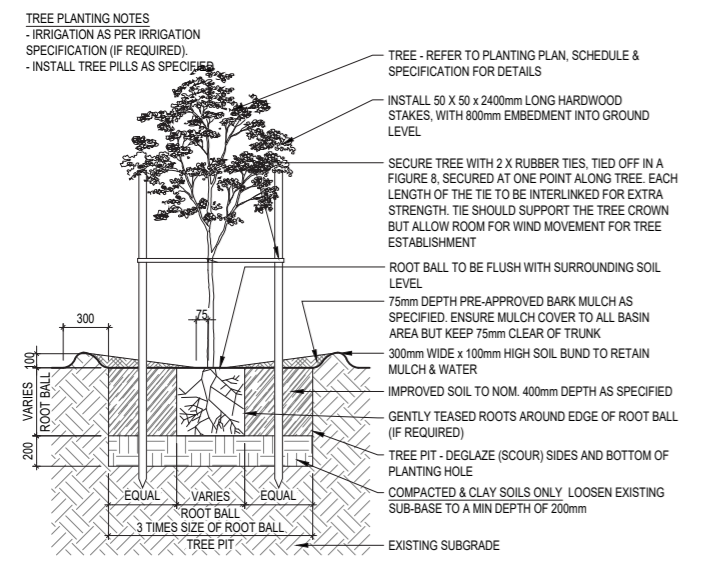 TREE PLANTING NOTES
- IRRIGATION AS PER IRRIGATION
SPECIFICATION (IF REQUIRED).
- INSTALL TREE PILLS AS SPECIFIED
TREE - REFER TO PLANTING PLAN, SCHEDULE &
SPECIFICATION FOR DETAILS
INSTALL 50 X 50 x 2400mm LONG HARDWOOD
STAKES, WITH 800mm EMBEDMENT INTO GROUND
LEVEL
SECURE TREE WITH 2 X RUBBER TIES, TIED OFF IN A
FIGURE 8, SECURED AT ONE POINT ALONG TREE. EACH
LENGTH OF THE TIE TO BE INTERLINKED FOR EXTRA
STRENGTH. TIE SHOULD SUPPORT THE TREE CROWN
BUT ALLOW ROOM FOR WIND MOVEMENT FOR TREE
ESTABLISHMENT
ROOT BALL TO BE FLUSH WITH SURROUNDING SOIL
LEVEL
75mm DEPTH PRE-APPROVED BARK MULCH AS
SPECIFIED. ENSURE MULCH COVER TO ALL BASIN
AREA BUT KEEP 75mm CLEAR OF TRUNK
300mm WIDE x 100mm HIGH SOIL BUND TO RETAIN
MULCH & WATER
IMPROVED SOIL TO NOM. 400mm DEPTH AS SPECIFIED
GENTLY TEASED ROOTS AROUND EDGE OF ROOT BALL
(IF REQUIRED)
TREE PIT - DEGLAZE (SCOUR) SIDES AND BOTTOM OF
PLANTING HOLE
COMPACTED & CLAY SOILS ONLY LOOSEN EXISTING
SUB-BASE TO A MIN DEPTH OF 200mm
EXISTING SUBGRADE
300
75
100
VARIES
ROOT BALL
200
EQUAL
VARIES
EQUAL
ROOT BALL
3 TIMES SIZE OF ROOT BALL
TREE PIT